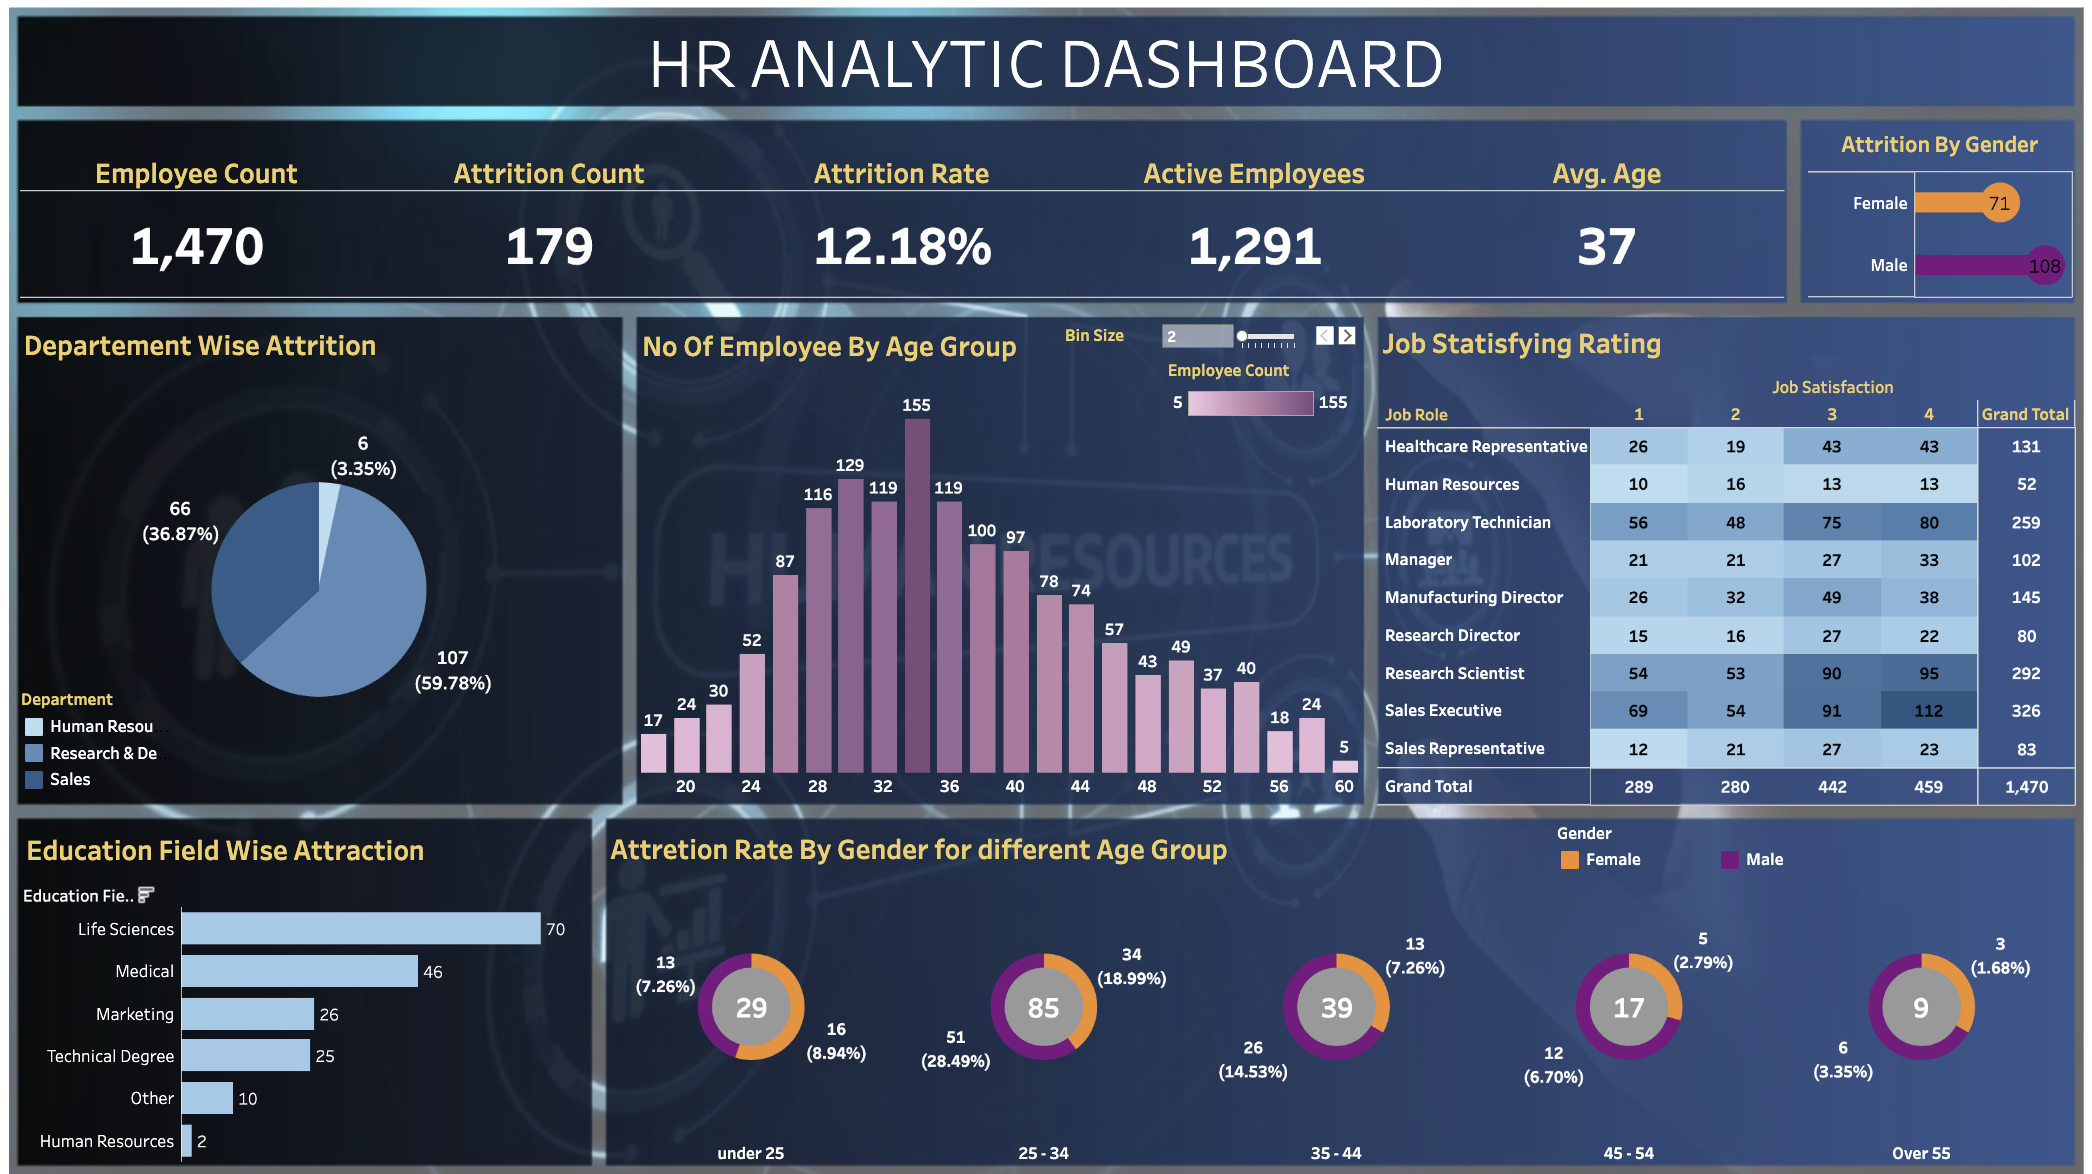 HR ANALYTIC DASHBOARD
Employee Count
Attrition Count
Attrition Rate
Active Employees
Avg. Age
1,470
179
12.18%
1,291
37
Attrition By Gender
Female
71
Male
108
Departement Wise Attrition
6
(3.35%)
66
(36.87%)
107
(59.78%)
Department
Human Resou...
Research & De...
Sales
No Of Employee By Age Group
Bin Size
2
Employee Count
5
155
17
24
30
52
87
116
129
119
155
119
100
97
78
74
57
43
49
37
40
18
24
5
20
24
28
32
36
40
44
48
52
56
60
HUMAN RESOURCES
Job Statisfying Rating
Job Satisfaction
Job Role 1 2 3 4 Grand Total
Healthcare Representative 26 19 43 43 131
Human Resources 10 16 13 13 52
Laboratory Technician 56 48 75 80 259
Manager 21 21 27 33 102
Manufacturing Director 26 32 49 38 145
Research Director 15 16 27 22 80
Research Scientist 54 53 90 95 292
Sales Executive 69 54 91 112 326
Sales Representative 12 21 27 23 83
Grand Total 289 280 442 459 1,470
Education Field Wise Attraction
Education Fie..
Life Sciences 70
Medical 46
Marketing 26
Technical Degree 25
Other 10
Human Resources 2
Attretion Rate By Gender for different Age Group
Gender
Female
Male
13
(7.26%)
29
16
(8.94%)
under 25
34
(18.99%)
85
51
(28.49%)
25 - 34
13
(7.26%)
39
26
(14.53%)
35 - 44
5
(2.79%)
17
12
(6.70%)
45 - 54
3
(1.68%)
9
6
(3.35%)
Over 55